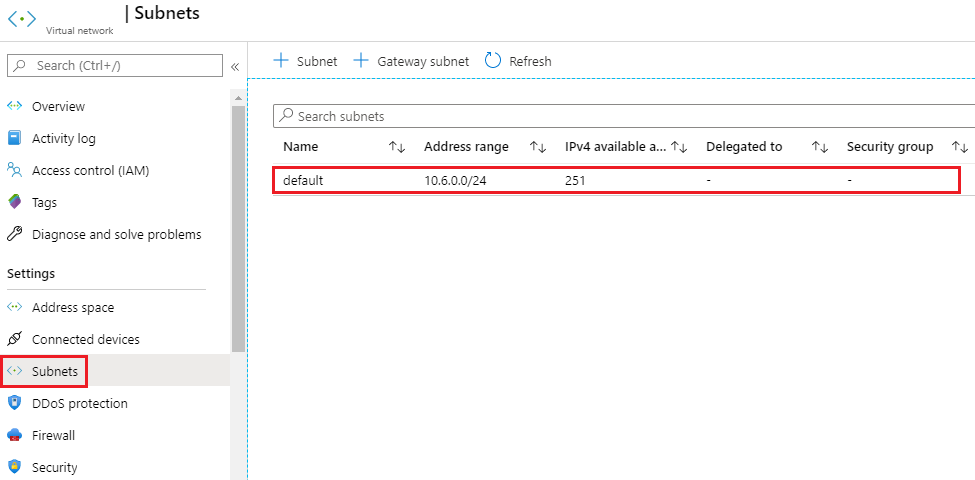 | Subnets
Virtual network
Search (Ctrl+/)
«
Overview
Activity log
Access control (IAM)
Tags
Diagnose and solve problems
Settings
Address space
Connected devices
Subnets
DDoS protection
Firewall
Security
+ Subnet + Gateway subnet Refresh
Search subnets
Name ↑↓ Address range ↑↓ IPv4 available a... ↑↓ Delegated to ↑↓ Security group ↑↓
default 10.6.0.0/24 251 - -